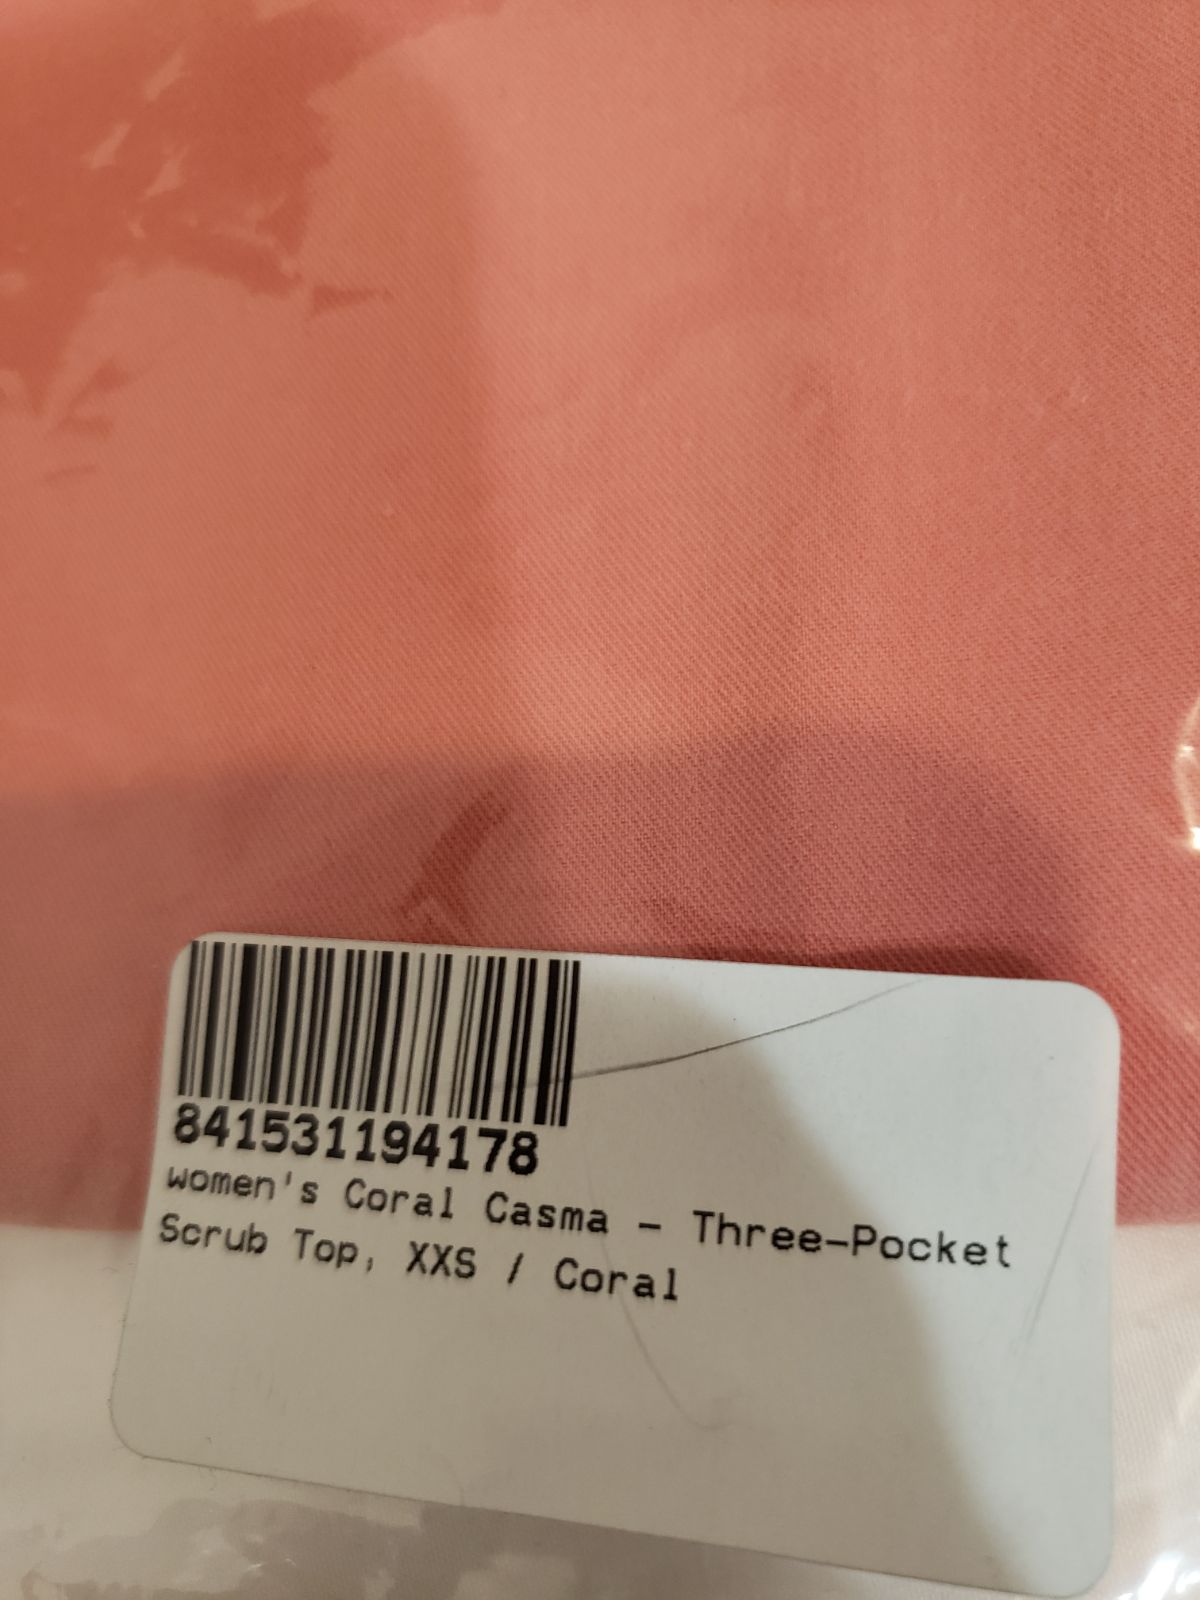 841531194178
women's Coral Casma - Three-Pocket
Scrub Top, XXS / Coral